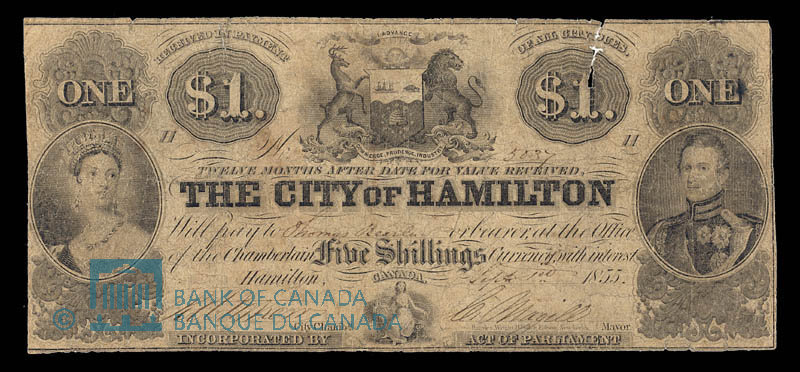 ADVANCE
RECEIVED IN PAYMENT OF ALL CITY DUES.
ONE $1. $1. ONE
TWELVE MONTHS AFTER DATE FOR VALUE RECEIVED,
THE CITY OF HAMILTON
Will pay to Thomas or bearer, at the Office
of the Chamberlain Five Shillings Currency, with interest
Hamilton, CANADA, Sept 1855.
Mayor
INCORPORATED BY ACT OF PARLIAMENT
© BANK OF CANADA
BANQUE DU CANADA